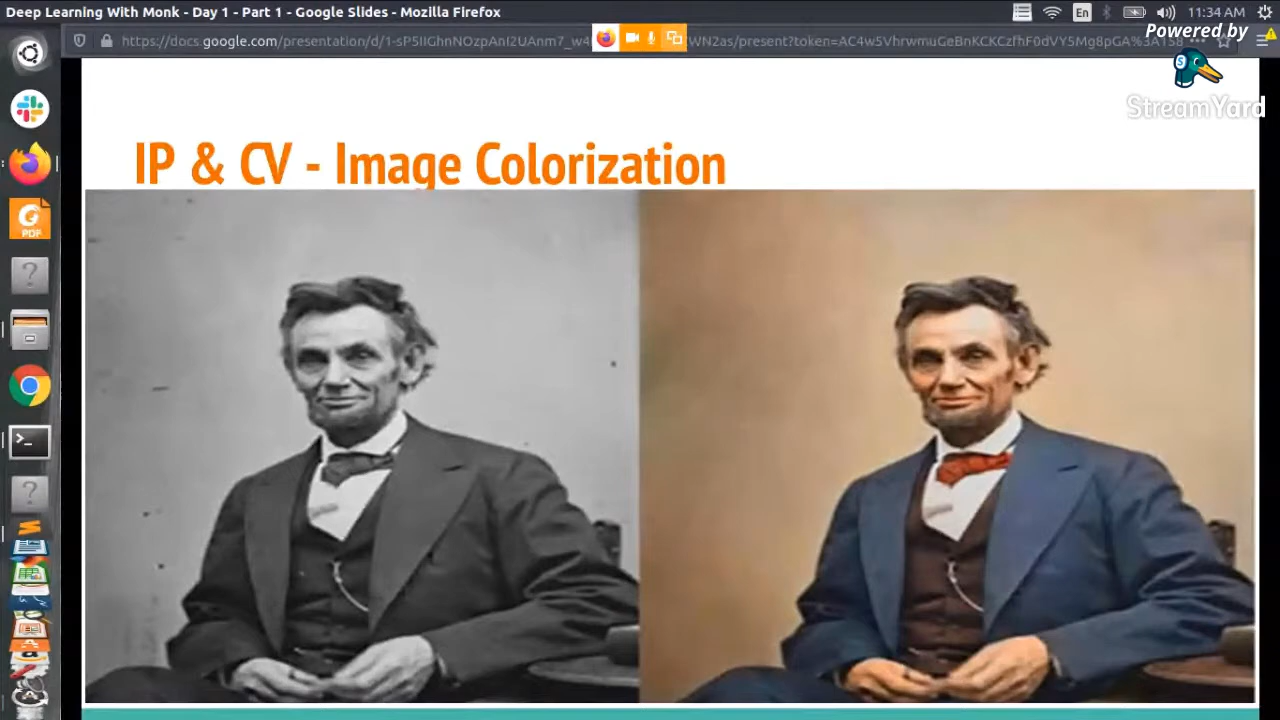 Deep Learning With Monk - Day 1 - Part 1 - Google Slides - Mozilla Firefox
En
11:34 AM
Powered by
StreamYard
PDF
IP & CV - Image Colorization